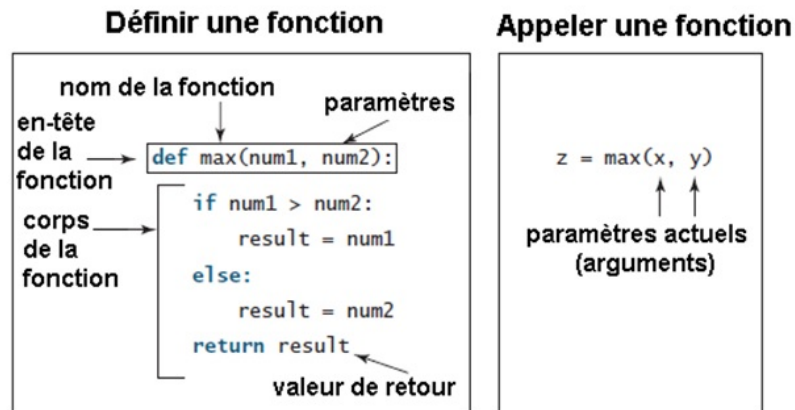 Définir une fonction
nom de la fonction
paramètres
en-tête
de la
fonction
def max(num1, num2):
corps
de la
fonction
if num1 > num2:
result = num1
else:
result = num2
return result
valeur de retour
Appeler une fonction
z = max(x, y)
paramètres actuels
(arguments)